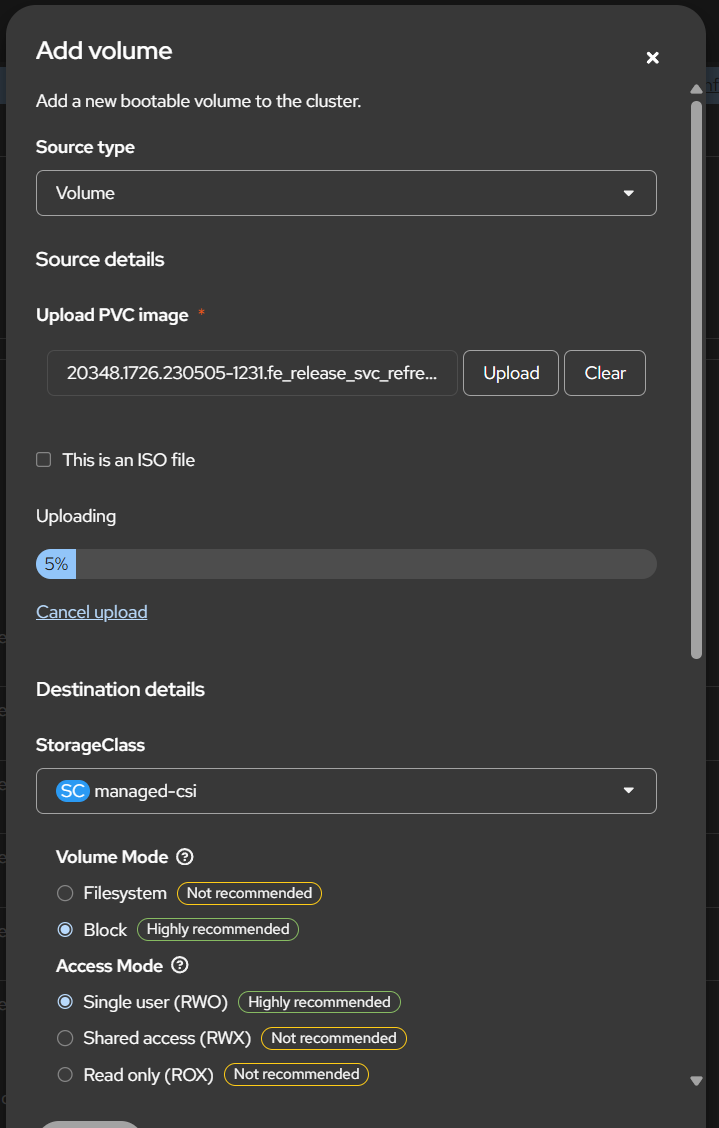 Add volume
Add a new bootable volume to the cluster.
Source type
Volume
Source details
Upload PVC image *
20348.1726.230505-1231.fe_release_svc_refre... Upload Clear
This is an ISO file
Uploading
5%
Cancel upload
Destination details
StorageClass
SC managed-csi
Volume Mode
Filesystem Not recommended
Block Highly recommended
Access Mode
Single user (RWO) Highly recommended
Shared access (RWX) Not recommended
Read only (ROX) Not recommended